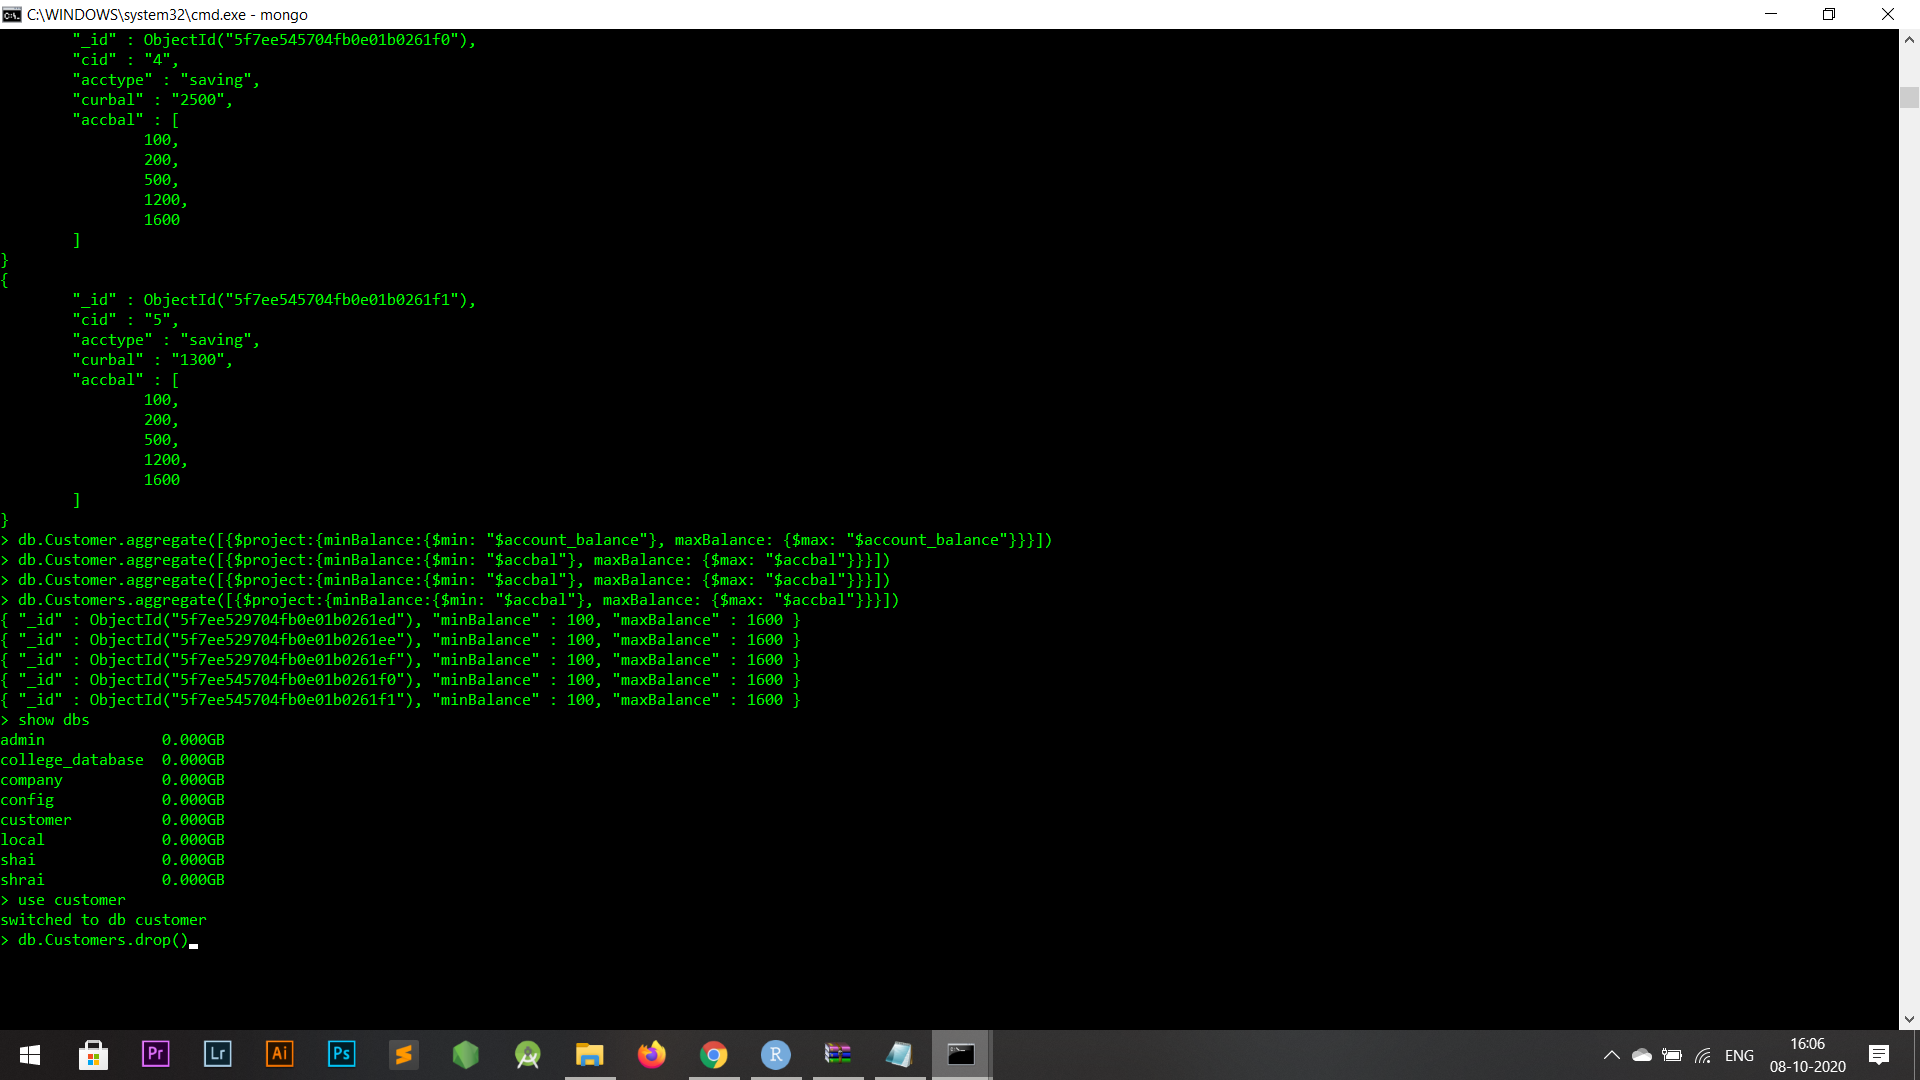 C:\WINDOWS\system32\cmd.exe - mongo
"_id" : ObjectId("5f7ee545704fb0e01b0261f0"),
"cid" : "4",
"acctype" : "saving",
"curbal" : "2500",
"accbal" : [
100,
200,
500,
1200,
1600
]
}
{
"_id" : ObjectId("5f7ee545704fb0e01b0261f1"),
"cid" : "5",
"acctype" : "saving",
"curbal" : "1300",
"accbal" : [
100,
200,
500,
1200,
1600
]
}
> db.Customer.aggregate([{$project:{minBalance:{$min: "$account_balance"}, maxBalance: {$max: "$account_balance"}}}])
> db.Customer.aggregate([{$project:{minBalance:{$min: "$accbal"}, maxBalance: {$max: "$accbal"}}}])
> db.Customer.aggregate([{$project:{minBalance:{$min: "$accbal"}, maxBalance: {$max: "$accbal"}}}])
> db.Customers.aggregate([{$project:{minBalance:{$min: "$accbal"}, maxBalance: {$max: "$accbal"}}}])
{ "_id" : ObjectId("5f7ee529704fb0e01b0261ed"), "minBalance" : 100, "maxBalance" : 1600 }
{ "_id" : ObjectId("5f7ee529704fb0e01b0261ee"), "minBalance" : 100, "maxBalance" : 1600 }
{ "_id" : ObjectId("5f7ee529704fb0e01b0261ef"), "minBalance" : 100, "maxBalance" : 1600 }
{ "_id" : ObjectId("5f7ee545704fb0e01b0261f0"), "minBalance" : 100, "maxBalance" : 1600 }
{ "_id" : ObjectId("5f7ee545704fb0e01b0261f1"), "minBalance" : 100, "maxBalance" : 1600 }
> show dbs
admin 0.000GB
college_database 0.000GB
company 0.000GB
config 0.000GB
customer 0.000GB
local 0.000GB
shai 0.000GB
shrai 0.000GB
> use customer
switched to db customer
> db.Customers.drop()
Pr Lr Ai Ps R ENG
16:06
08-10-2020